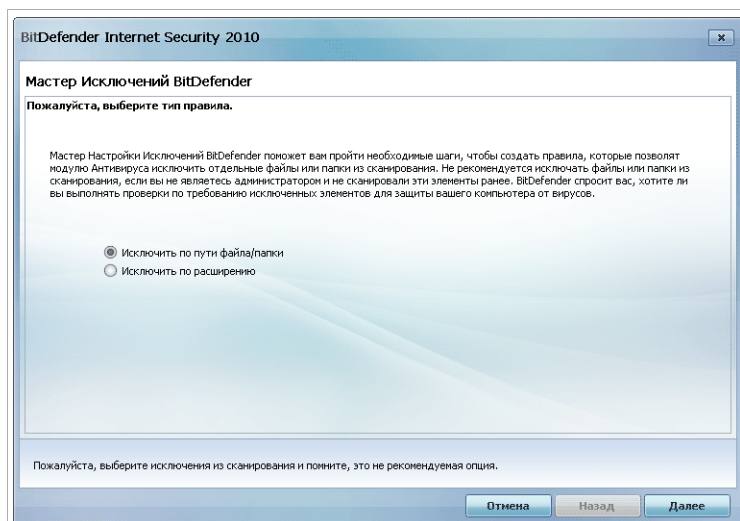 BitDefender Internet Security 2010
Мастер Исключений BitDefender
Пожалуйста, выберите тип правила.
Мастер Настройки Исключений BitDefender поможет вам пройти необходимые шаги, чтобы создать правила, которые позволят
модулю Антивируса исключить отдельные файлы или папки из сканирования. Не рекомендуется исключать файлы или папки из
сканирования, если вы не являетесь администратором и не сканировали эти элементы ранее. BitDefender спросит вас, хотите ли
вы выполнять проверки по требованию исключенных элементов для защиты вашего компьютера от вирусов.
Исключить по пути файла/папки
Исключить по расширению
Пожалуйста, выберите исключения из сканирования и помните, это не рекомендуемая опция.
Отмена Назад Далее